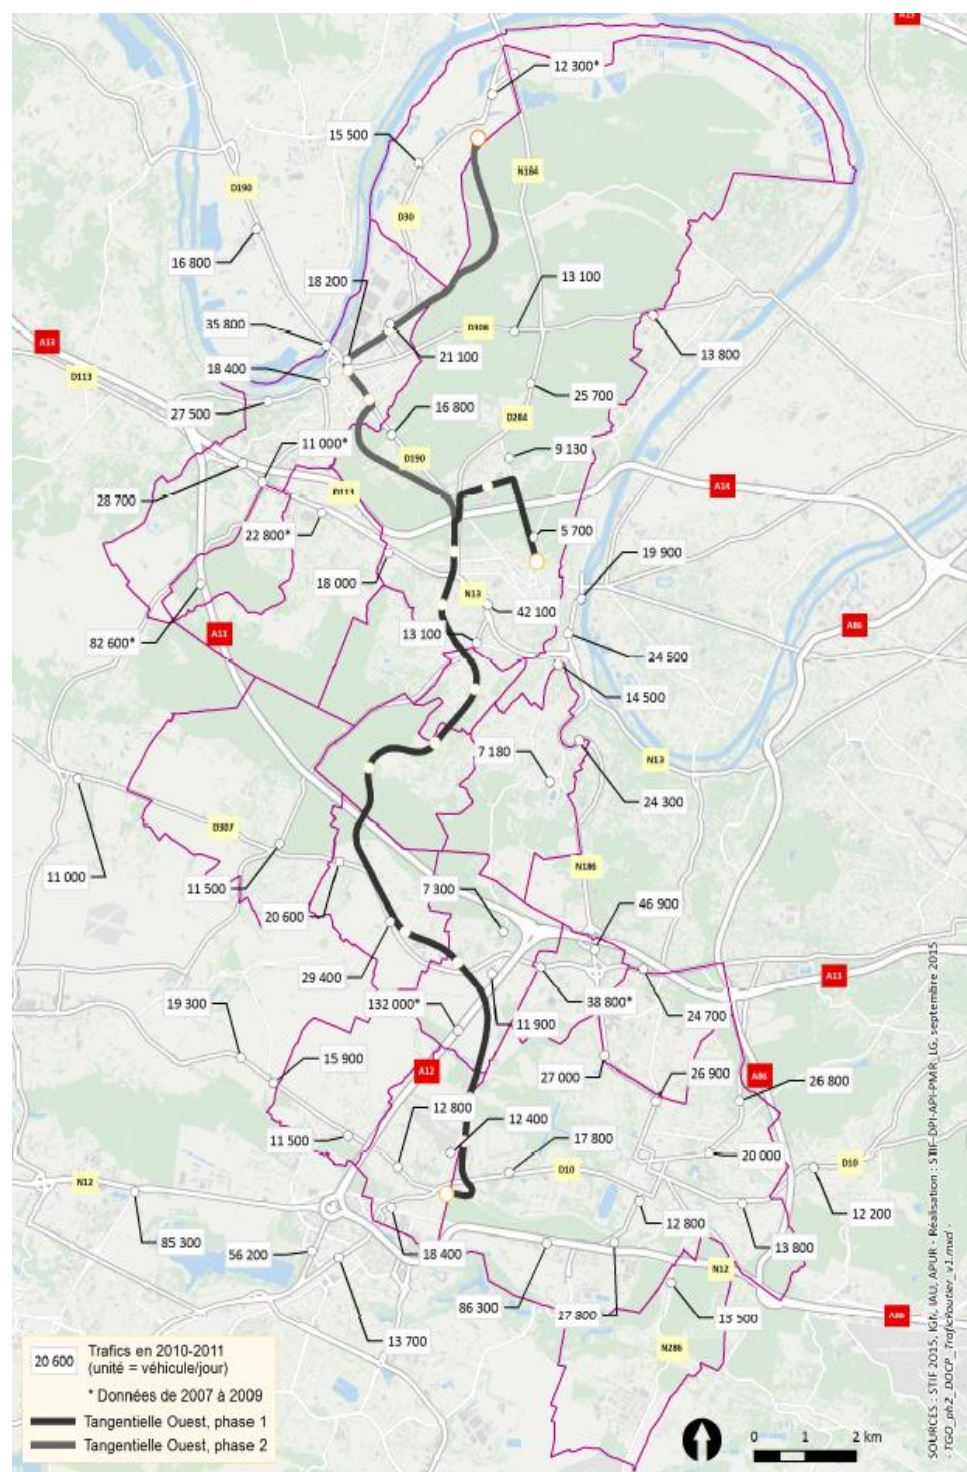 A15
12 300*
15 500
N184
D190
D30
16 800
18 200
13 100
35 800
D308
A13
21 100
13 800
18 400
D113
25 700
27 500
16 800
D284
11 000*
9 130
D190
28 700
D113
A14
22 800*
5 700
19 900
18 000
N13
42 100
A86
A13
13 100
82 600*
24 500
14 500
7 180
N13
24 300
D307
N186
11 000
11 500
7 300
46 900
20 600
29 400
A13
19 300
132 000*
38 800*
24 700
11 900
15 900
A12
27 000
26 900
A86
26 800
12 800
12 400
11 500
17 800
20 000
N12
D10
D10
12 800
12 200
85 300
56 200
18 400
13 800
N12
86 300
27 800
13 500
A86
13 700
N286
20 600
Trafics en 2010-2011
(unité = véhicule/jour)
* Données de 2007 à 2009
Tangentielle Ouest, phase 1
Tangentielle Ouest, phase 2
0 1 2 km
SOURCES : STIF 2015, IGN, IAU, APUR - Réalisation : STIF-DPI-API-PMR_LG, septembre 2015
- TGO_ph2_DOCP_TraficRoutier_v1.mxd -